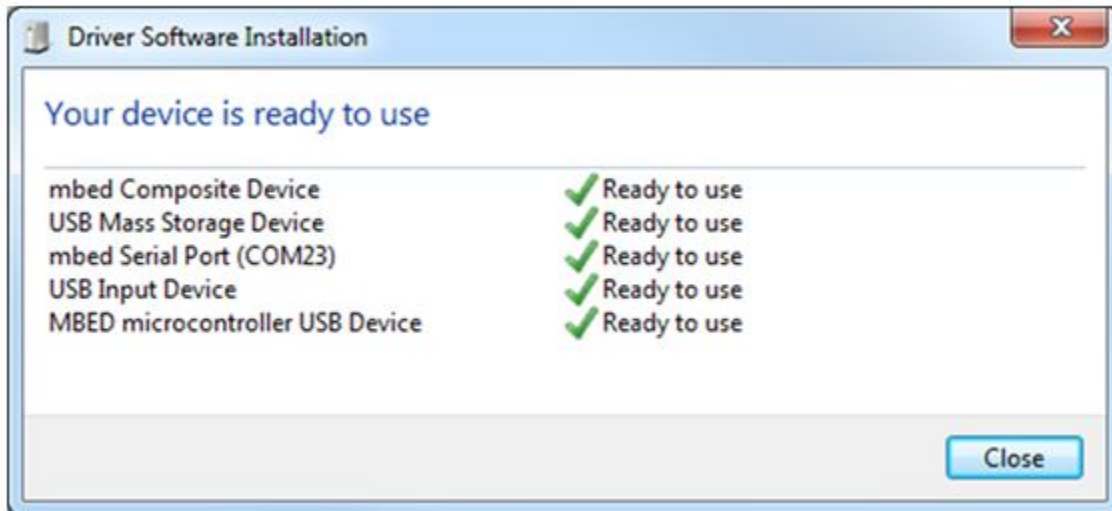 Driver Software Installation
Your device is ready to use
mbed Composite Device Ready to use
USB Mass Storage Device Ready to use
mbed Serial Port (COM23) Ready to use
USB Input Device Ready to use
MBED microcontroller USB Device Ready to use
Close